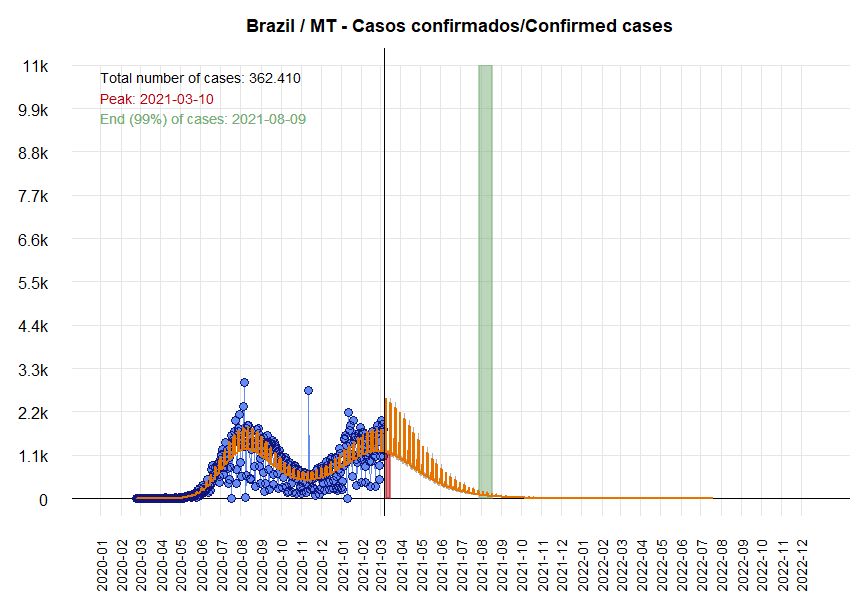 Brazil / MT - Casos confirmados/Confirmed cases
11k
Total number of cases: 362.410
Peak: 2021-03-10
9.9k
End (99%) of cases: 2021-08-09
8.8k
7.7k
6.6k
5.5k
4.4k
3.3k
2.2k
1.1k
0
2020-01
2020-02
2020-03
2020-04
2020-05
2020-06
2020-07
2020-08
2020-09
2020-10
2020-11
2020-12
2021-01
2021-02
2021-03
2021-04
2021-05
2021-06
2021-07
2021-08
2021-09
2021-10
2021-11
2021-12
2022-01
2022-02
2022-03
2022-04
2022-05
2022-06
2022-07
2022-08
2022-09
2022-10
2022-11
2022-12